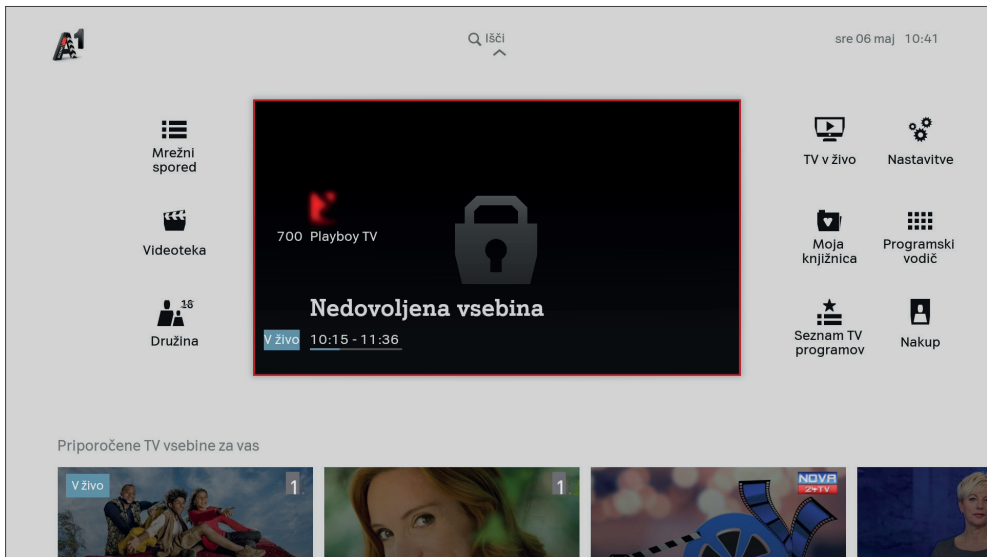 A1
Išči
sre 06 maj 10:41
Mrežni
spored
Videoteka
18
Družina
700 Playboy TV
Nedovoljena vsebina
V živo 10:15 - 11:36
TV v živo
Nastavitve
Moja
knjižnica
Programski
vodič
Seznam TV
programov
Nakup
Priporočene TV vsebine za vas
V živo
1
1
NOVA
24TV